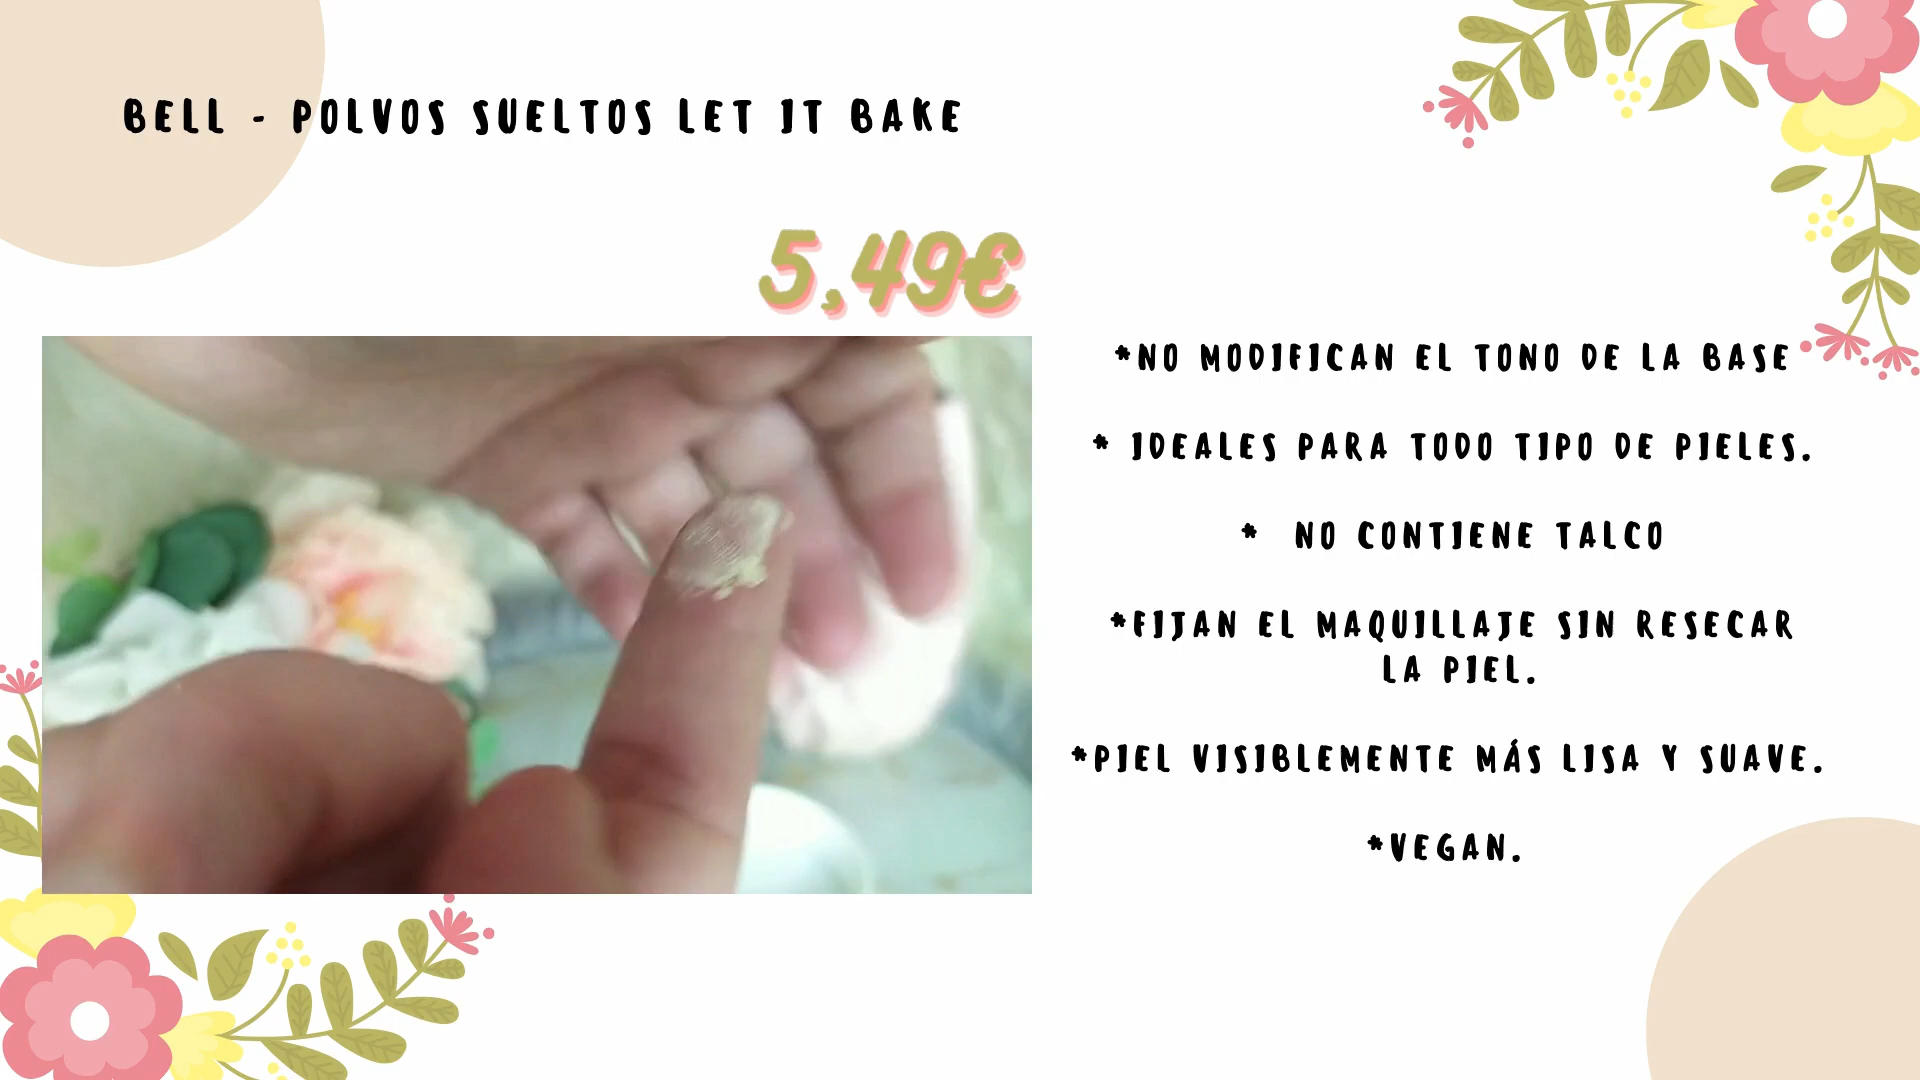 BELL - POLVOS SUELTOS LET IT BAKE
5,49€
*NO MODIFICAN EL TONO DE LA BASE
* IDEALES PARA TODO TIPO DE PIELES.
* NO CONTIENE TALCO
*FIJAN EL MAQUILLAJE SIN RESECAR
LA PIEL.
*PIEL VISIBLEMENTE MÁS LISA Y SUAVE.
*VEGAN.